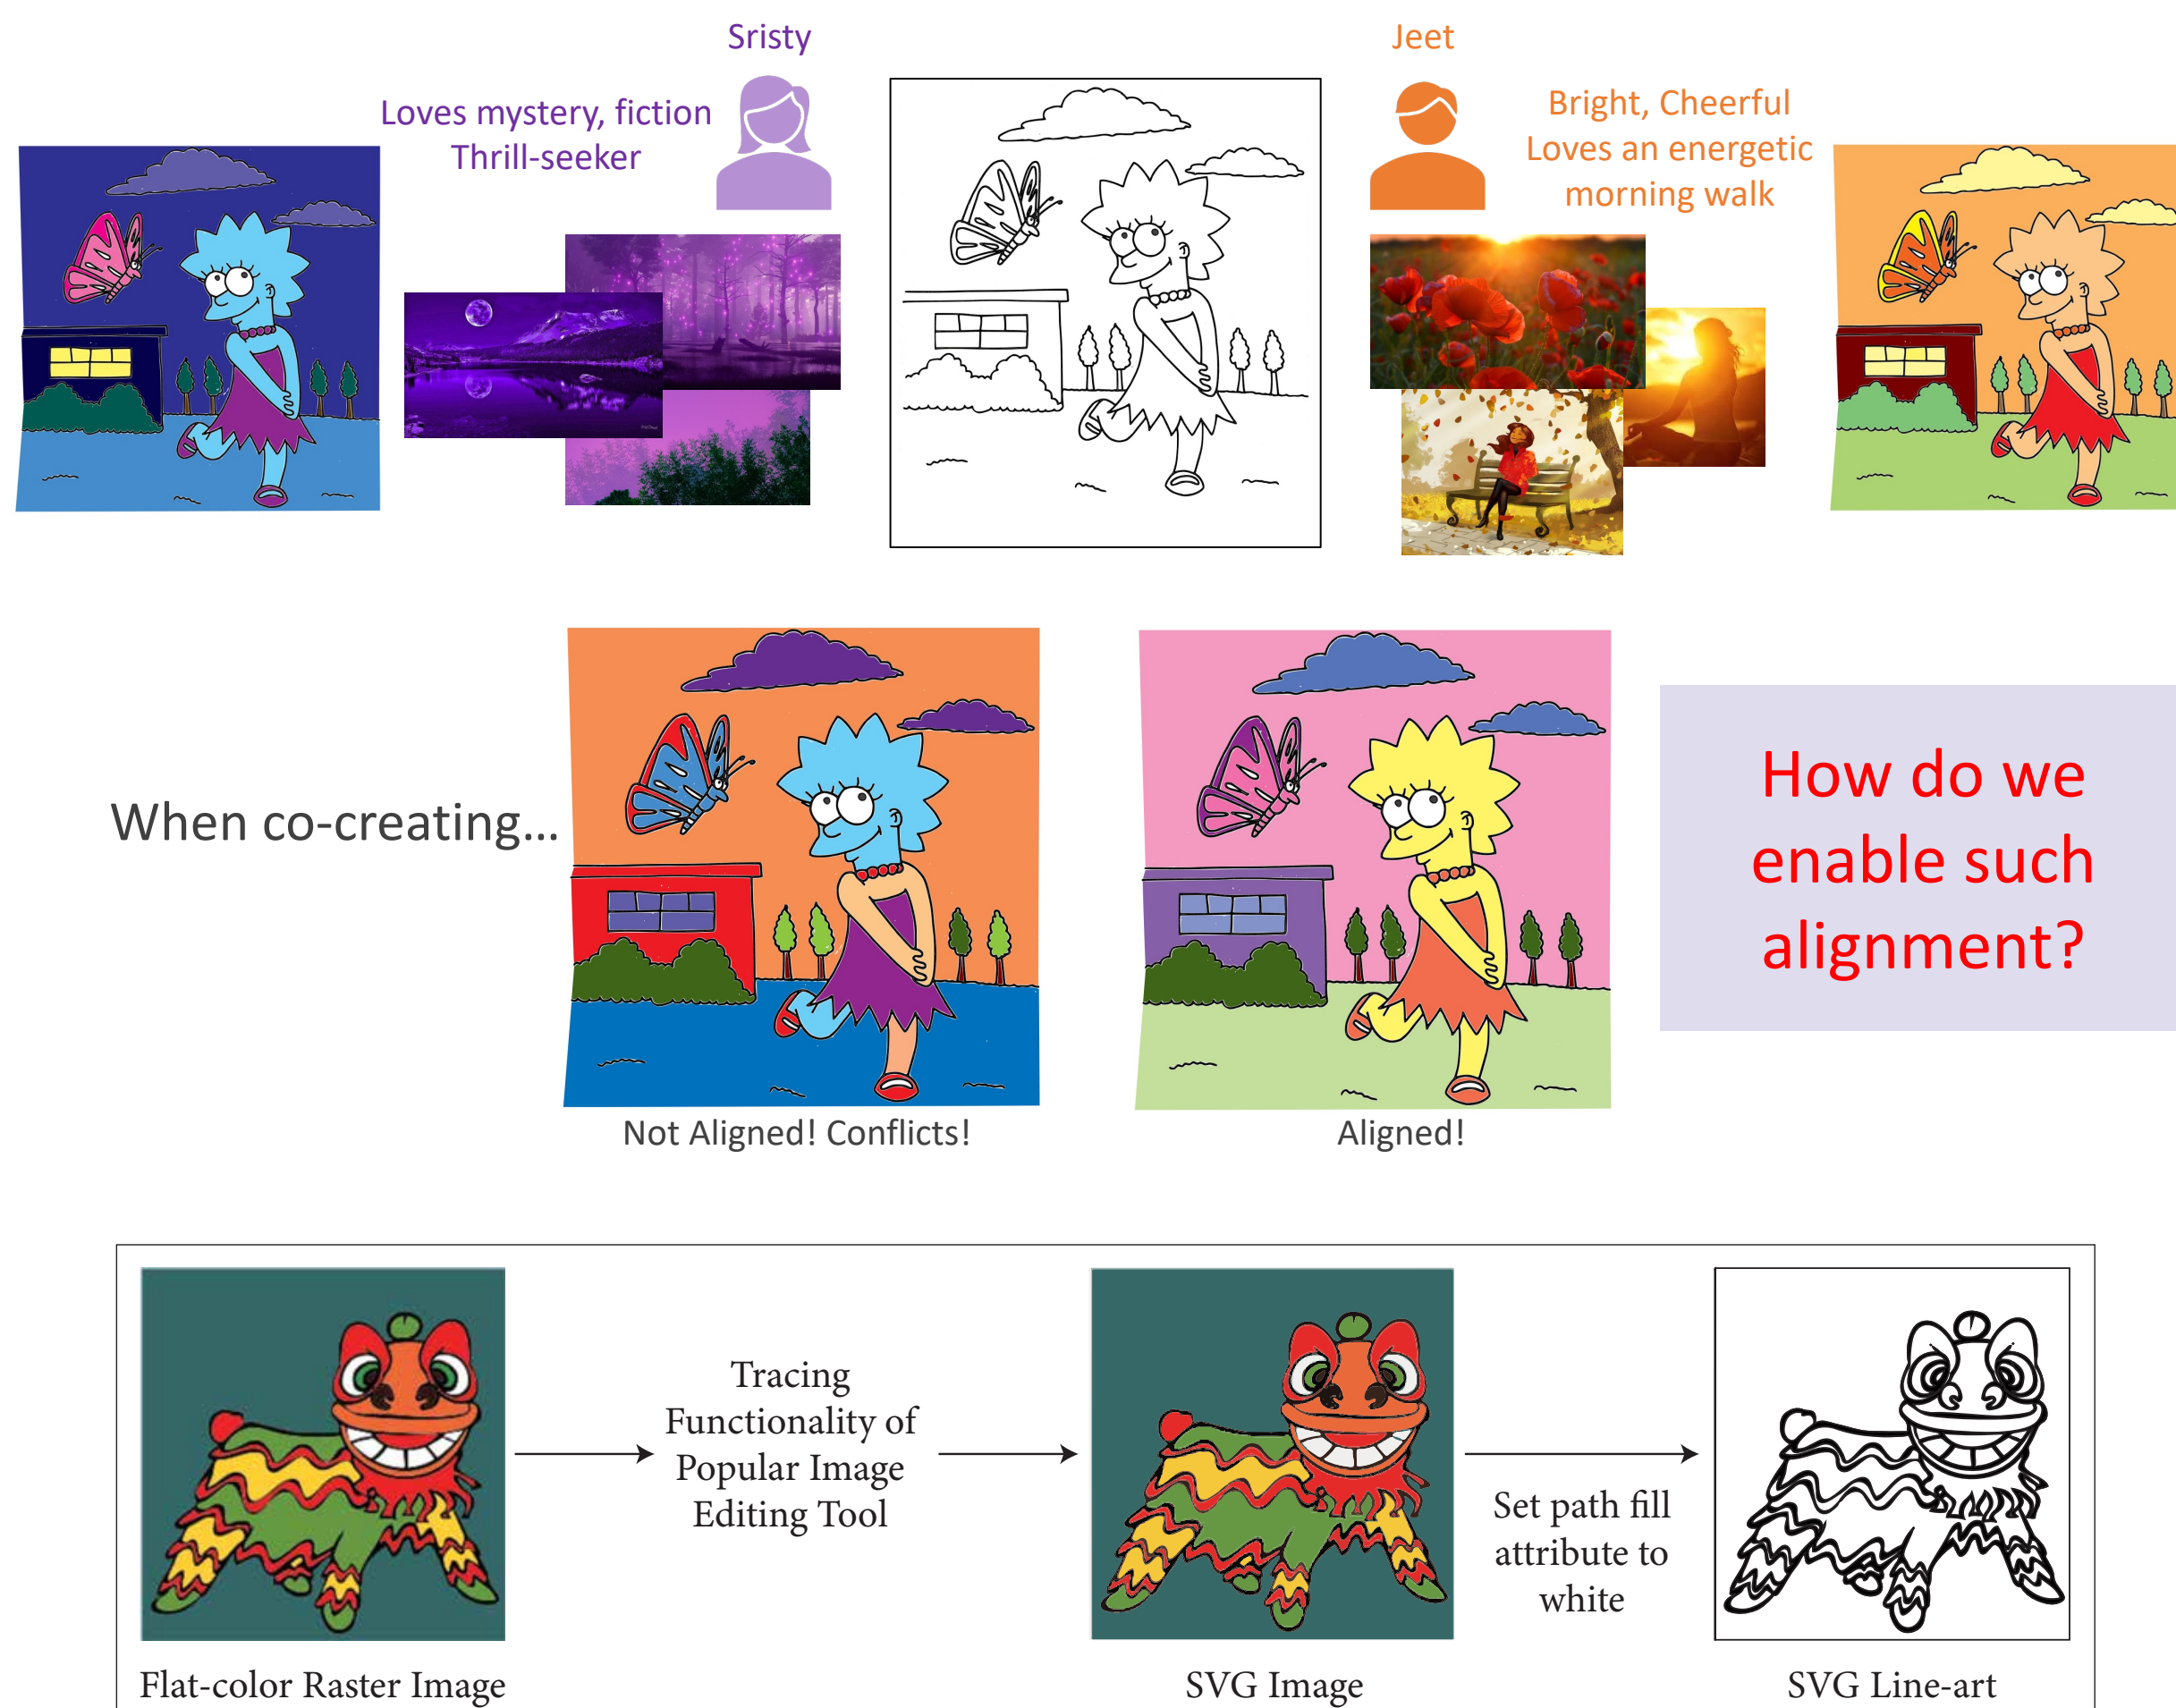 Sristy
Loves mystery, fiction
Thrill-seeker
Jeet
Bright, Cheerful
Loves an energetic
morning walk
When co-creating...
Not Aligned! Conflicts!
Aligned!
How do we
enable such
alignment?
Tracing
Functionality of
Popular Image
Editing Tool
Set path fill
attribute to
white
Flat-color Raster Image
SVG Image
SVG Line-art